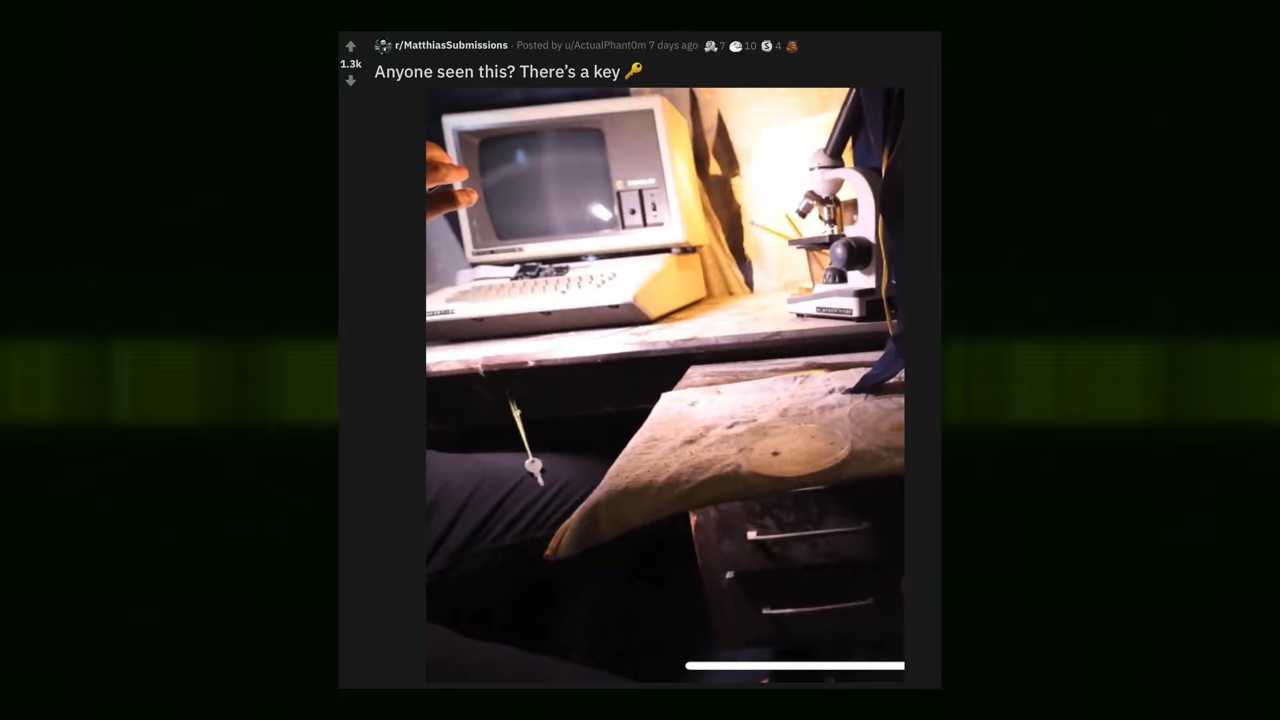 r/MatthiasSubmissions · Posted by u/ActualPhant0m 7 days ago 7 10 4
1.3k
Anyone seen this? There's a key 🔑